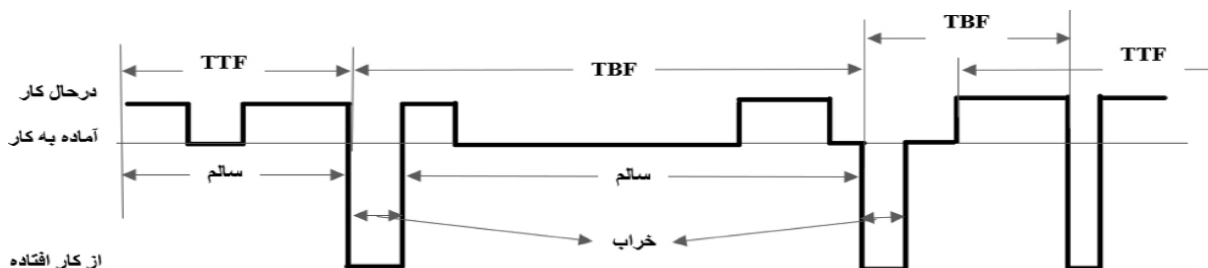 TBF
TTF
TBF
TTF
درحال کار
آماده به کار
سالم
سالم
خراب
از کار افتاده